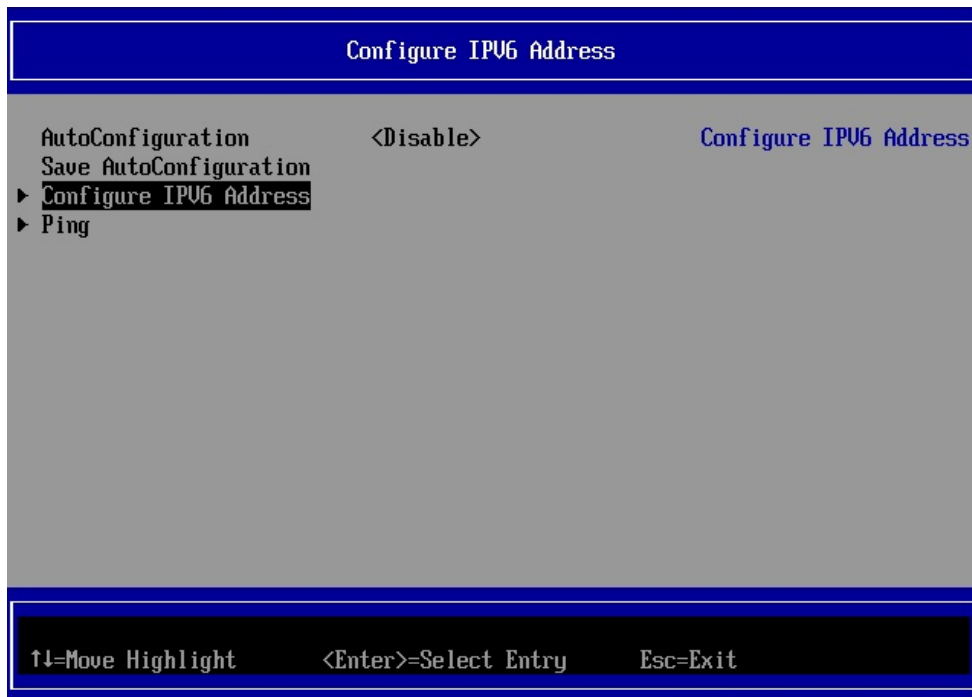 Configure IPV6 Address
AutoConfiguration <Disable> Configure IPV6 Address
Save AutoConfiguration
▶ Configure IPV6 Address
▶ Ping
↑↓=Move Highlight <Enter>=Select Entry Esc=Exit